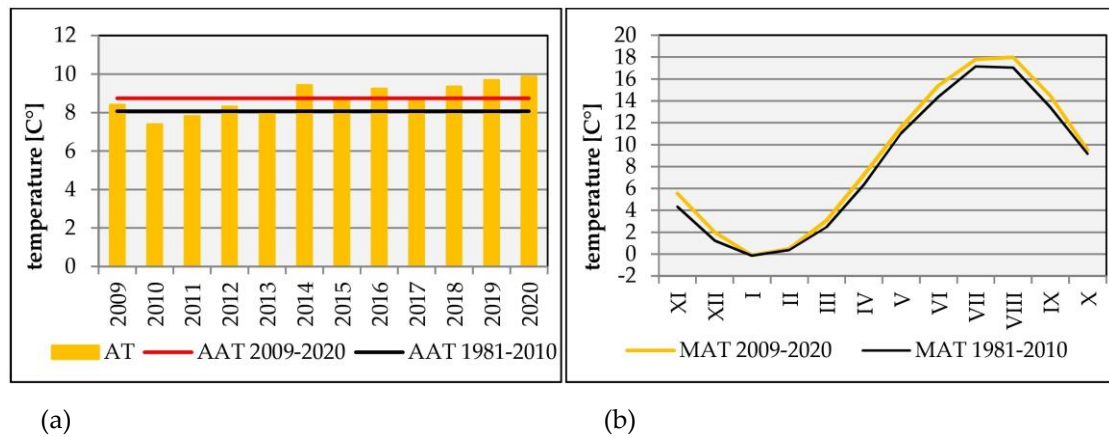 temperature [C°]
12
10
8
6
4
2
0
2009
2010
2011
2012
2013
2014
2015
2016
2017
2018
2019
2020
AT
AAT 2009-2020
AAT 1981-2010
temperature [C°]
20
18
16
14
12
10
8
6
4
2
0
-2
XI
XII
I
II
III
IV
V
VI
VII
VIII
IX
X
MAT 2009-2020
MAT 1981-2010
(a)
(b)